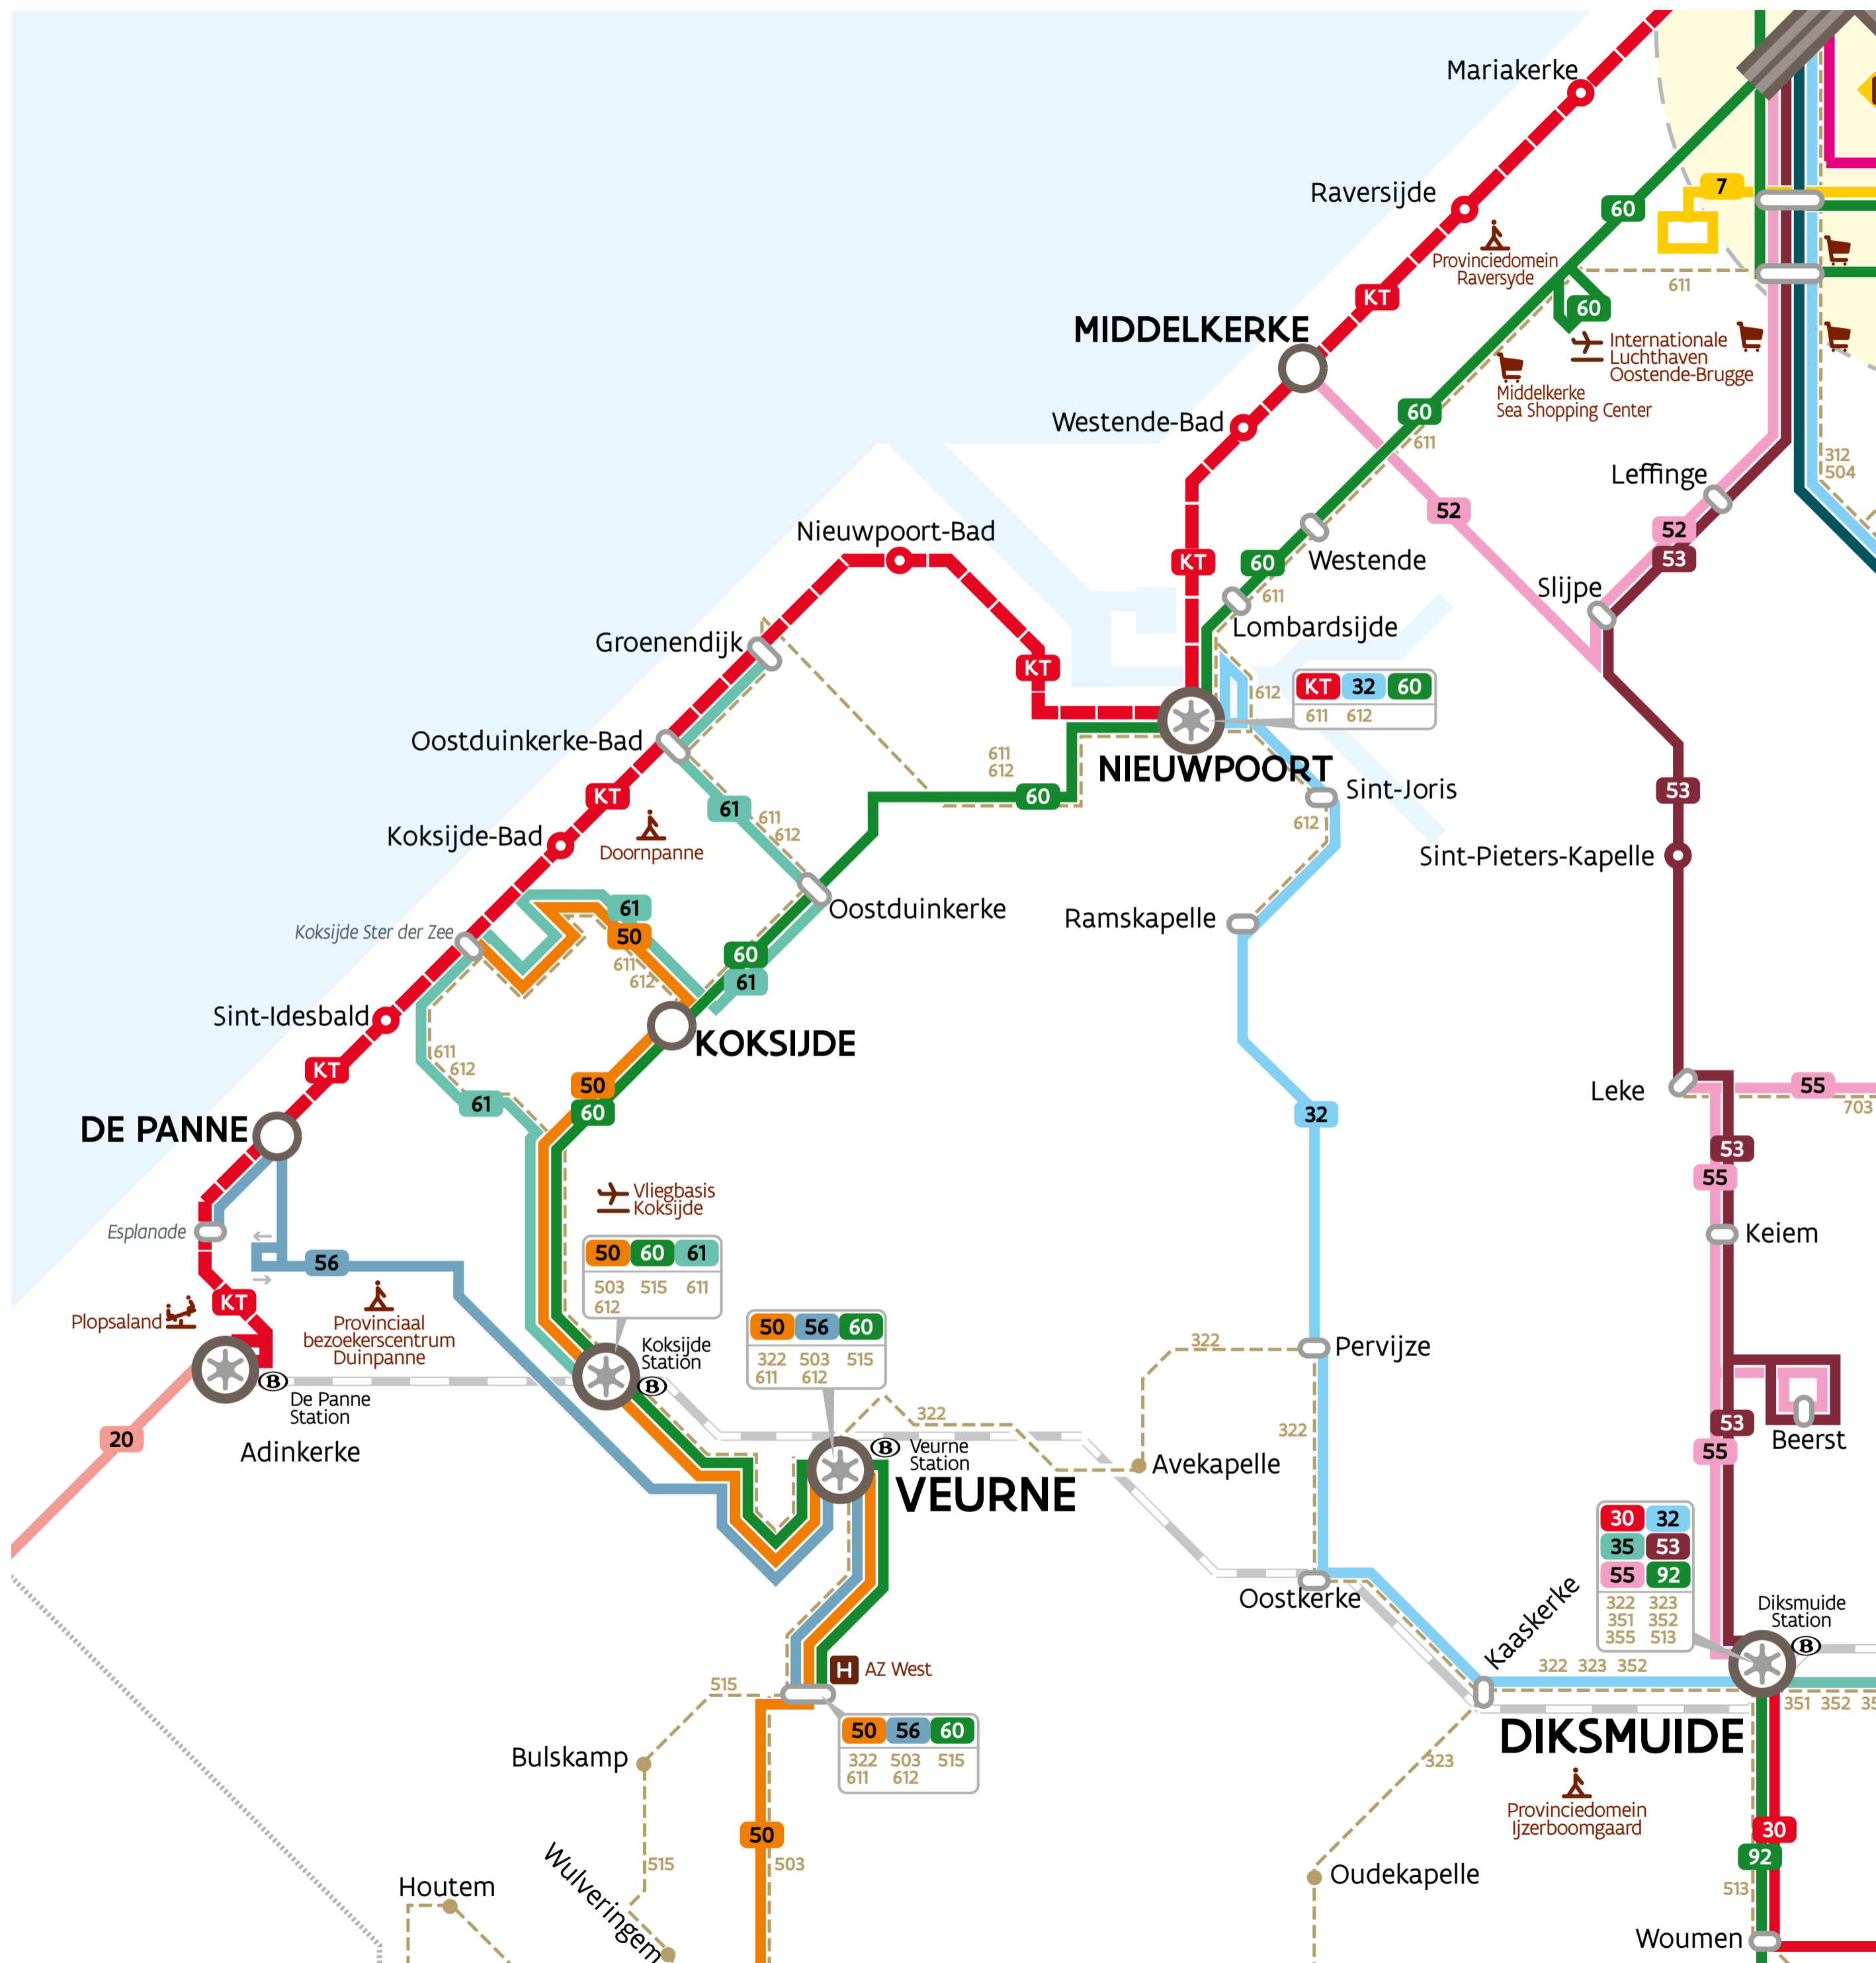 Mariakerke
Raversijde
7
60
Provinciedomein
Raversyde
611
KT
60
MIDDELKERKE
Internationale
Luchthaven
Oostende-Brugge
Middelkerke
Sea Shopping Center
60
611
Westende-Bad
312
504
Leffinge
52
52
53
Nieuwpoort-Bad
KT
60
Westende
611
Slijpe
Lombardsijde
Groenendijk
KT
612
KT 32 60
611 612
Oostduinkerke-Bad
611
612
NIEUWPOORT
60
Sint-Joris
612
53
KT
61
611
612
Koksijde-Bad
Doornpanne
Sint-Pieters-Kapelle
Oostduinkerke
Ramskapelle
61
50
Koksijde Ster der Zee
611
612
60
61
Sint-Idesbald
KOKSIJDE
611
612
KT
50
60
61
32
Leke
55
703
DE PANNE
53
55
Vliegbasis
Koksijde
Esplanade
Keiem
50 60 61
503 515 611
612
56
KT
Plopsaland
Provinciaal
bezoekerscentrum
Duinpanne
50 56 60
322 503 515
611 612
Koksijde
Station
B
322
Pervijze
B
De Panne
Station
Adinkerke
20
322
322
53
55
Beerst
B
Veurne
Station
VEURNE
Avekapelle
30 32
35 53
55 92
322 323
351 352
355 513
Oostkerke
Kaaskerke
Diksmuide
Station
B
322 323 352
351 352 35
DIKSMUIDE
H AZ West
515
50 56 60
322 503 515
611 612
Bulskamp
323
Provinciedomein
Ijzerboomgaard
50
503
515
30
92
513
Wulveringem
Houtem
Oudekapelle
Woumen